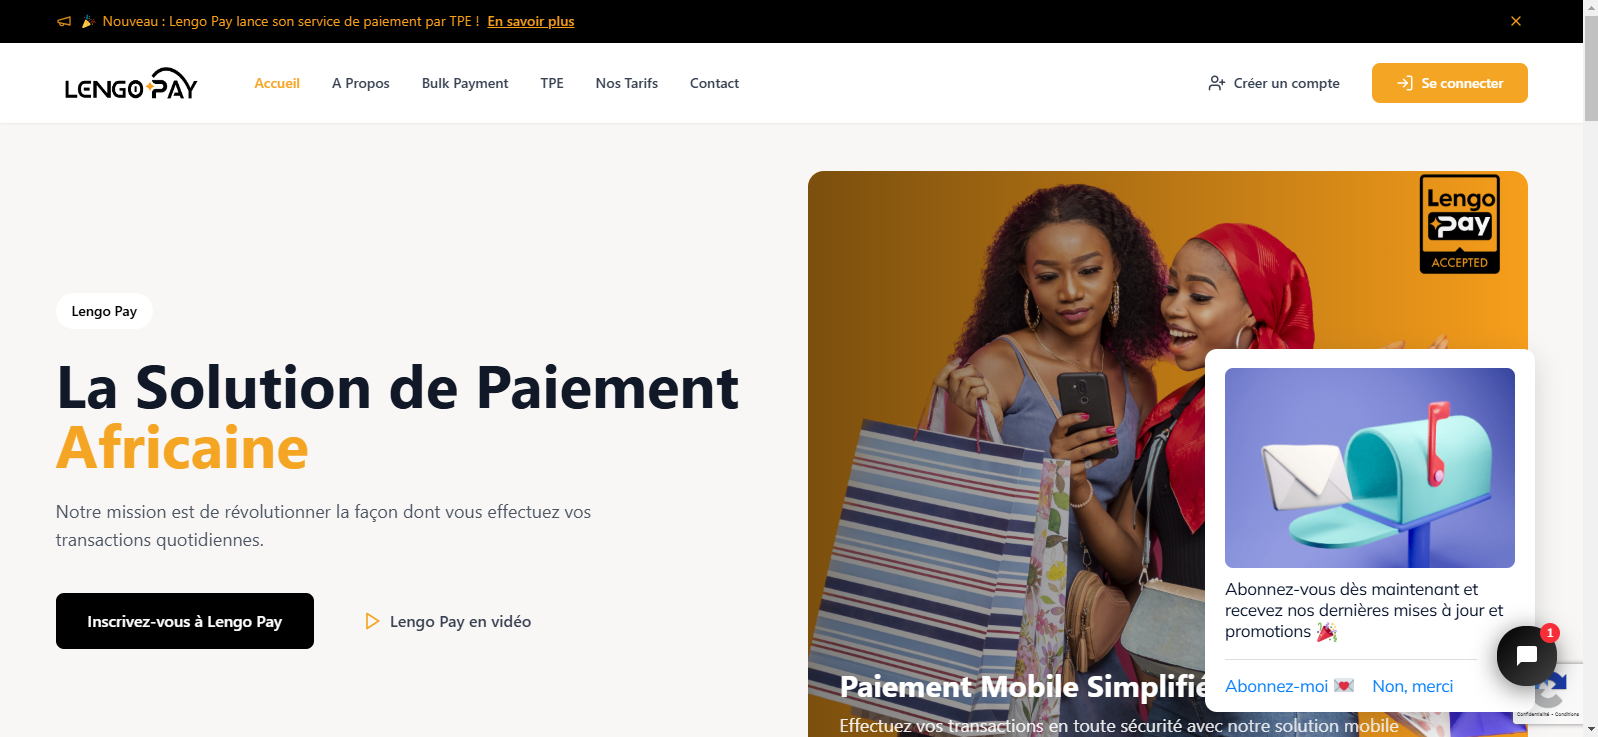 Nouveau : Lengo Pay lance son service de paiement par TPE ! En savoir plus
LENGO PAY
Accueil
A Propos
Bulk Payment
TPE
Nos Tarifs
Contact
Créer un compte
Se connecter
Lengo Pay
La Solution de Paiement
Africaine
Notre mission est de révolutionner la façon dont vous effectuez vos
transactions quotidiennes.
Inscrivez-vous à Lengo Pay
Lengo Pay en vidéo
Lengo
Pay
ACCEPTED
Paiement Mobile Simplifié
Effectuez vos transactions en toute sécurité avec notre solution mobile
Abonnez-vous dès maintenant et
recevez nos dernières mises à jour et
promotions
Abonnez-moi
Non, merci
1
Confidentialité - Conditions